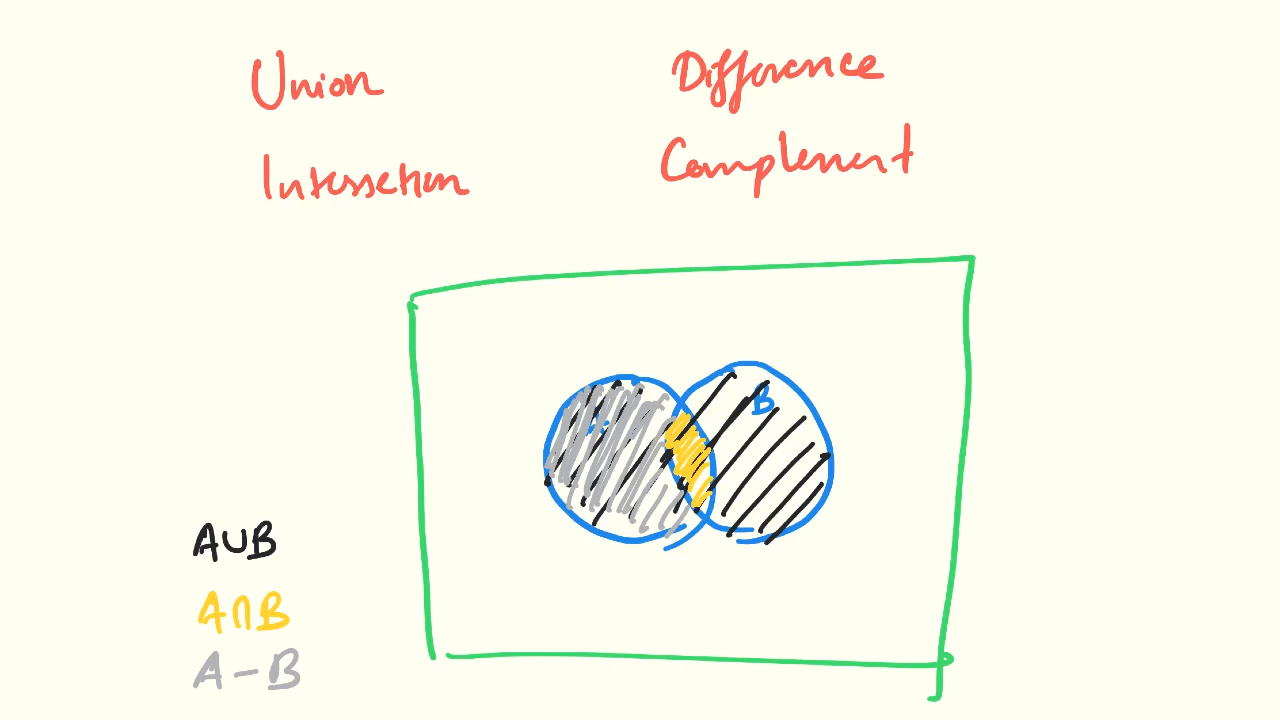 Union
Difference
Intersection
Complement
B
A∪B
A∩B
A-B